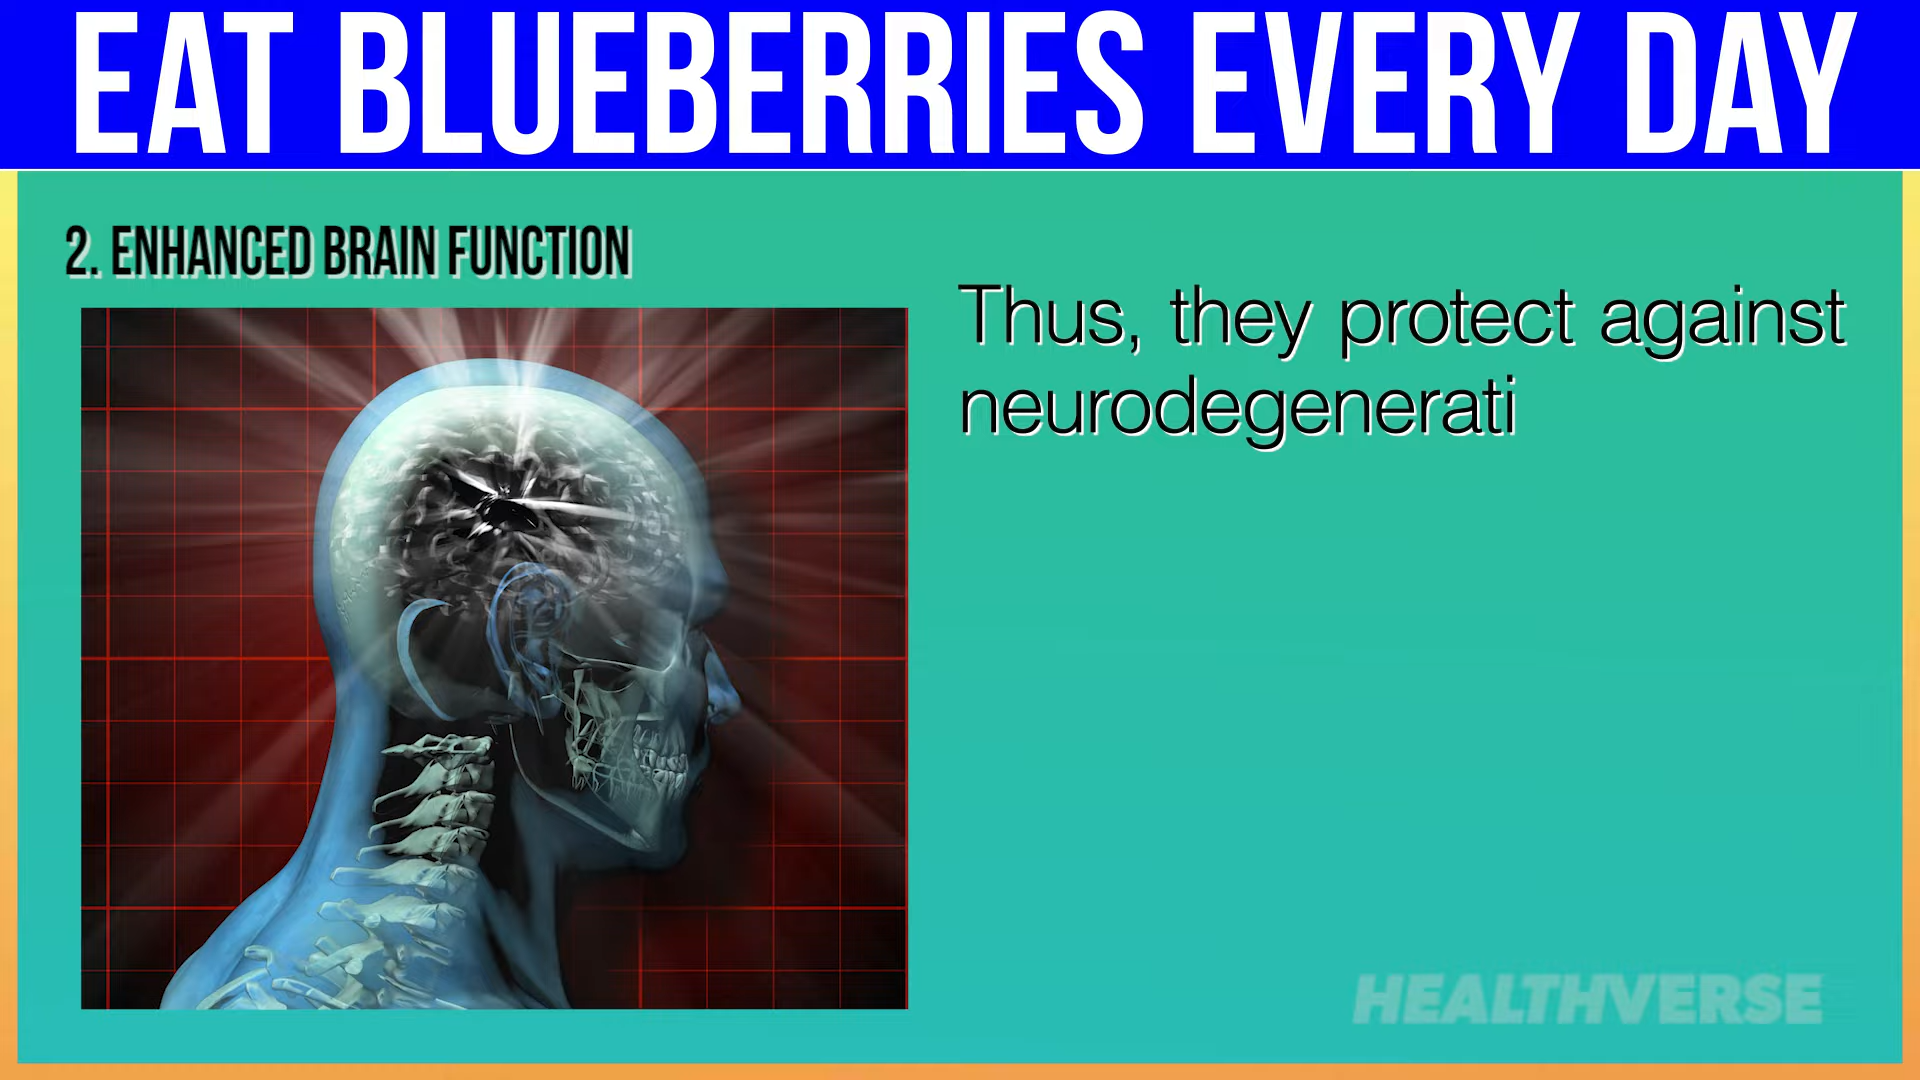 EAT BLUEBERRIES EVERY DAY
2. ENHANCED BRAIN FUNCTION
Thus, they protect against
neurodegenerati
HEALTHVERSE